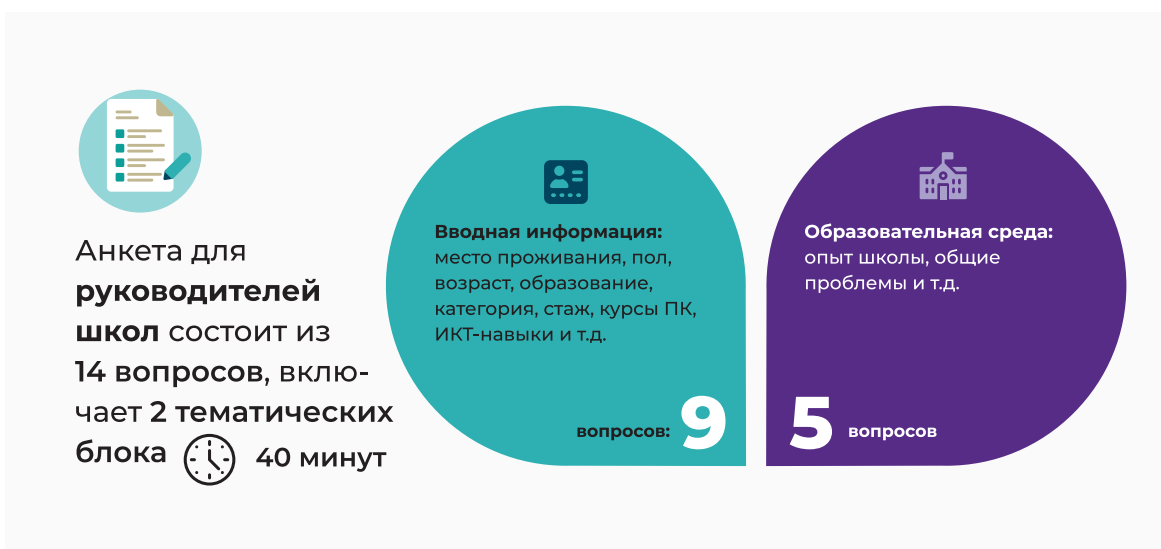 Анкета для
руководителей
школ состоит из
14 вопросов, вклю-
чает 2 тематических
блока
40 минут
Вводная информация:
место проживания, пол,
возраст, образование,
категория, стаж, курсы ПК,
ИКТ-навыки и т.д.
вопросов: 9
Образовательная среда:
опыт школы, общие
проблемы и т.д.
5 вопросов